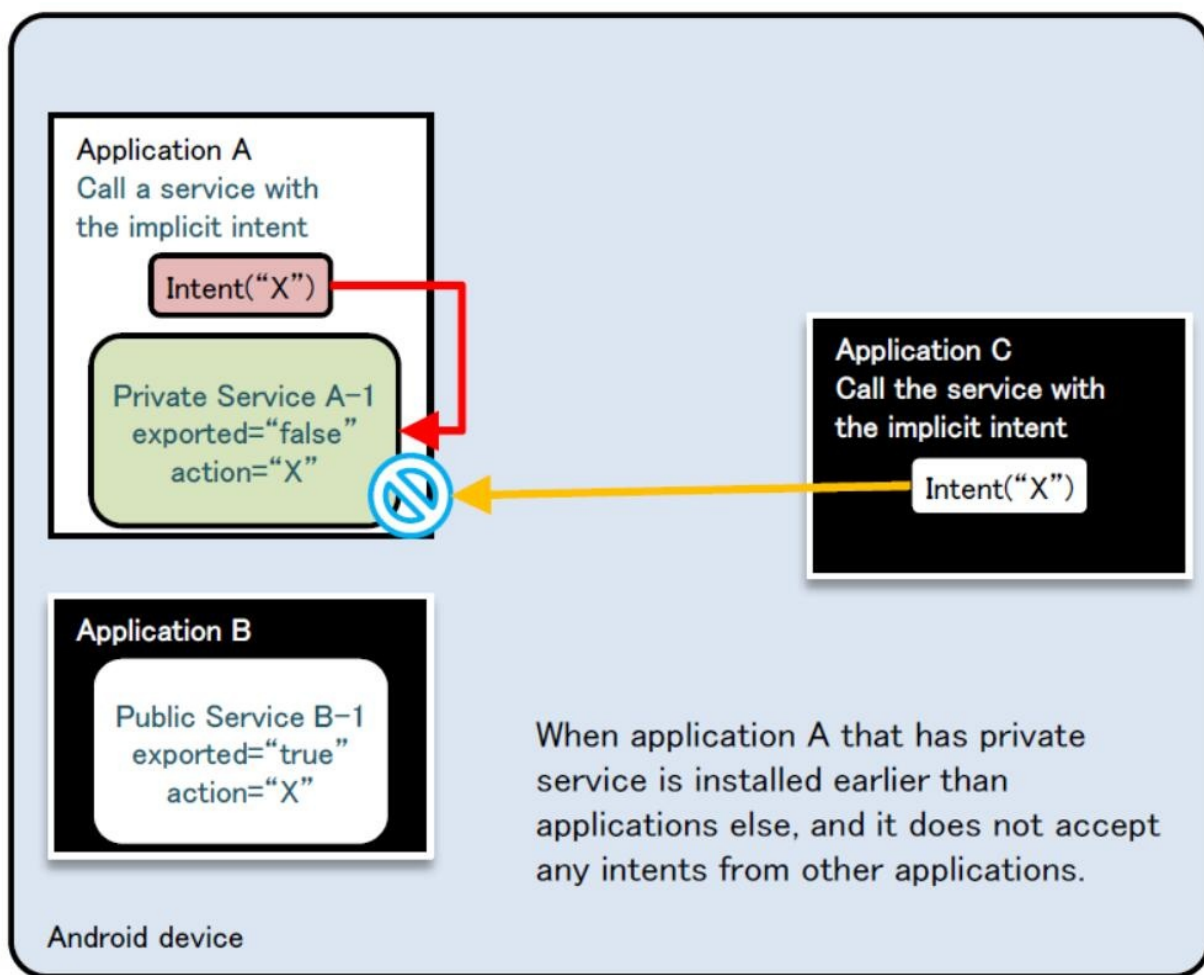 Application A
Call a service with
the implicit intent
Intent(“X”)
Private Service A-1
exported=“false”
action=“X”
Application C
Call the service with
the implicit intent
Intent(“X”)
Application B
Public Service B-1
exported=“true”
action=“X”
When application A that has private
service is installed earlier than
applications else, and it does not accept
any intents from other applications.
Android device